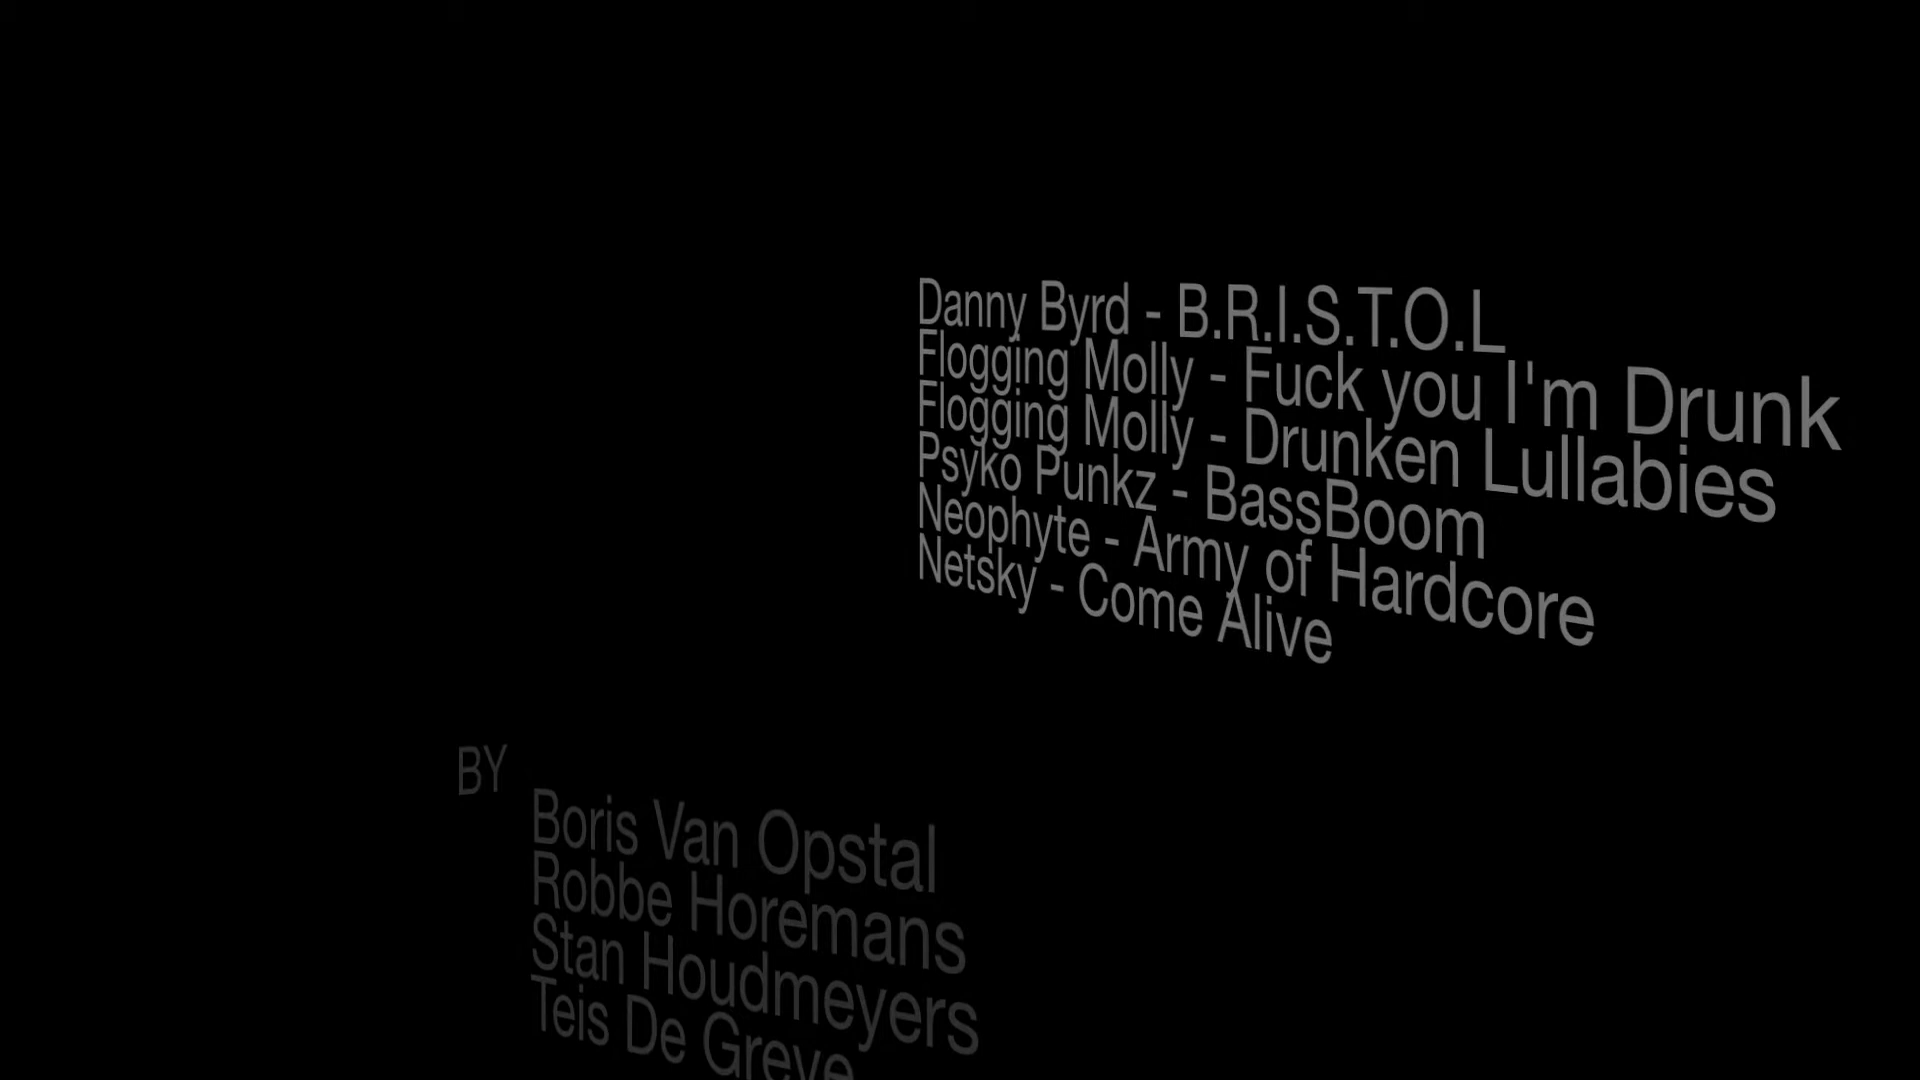 Danny Byrd - B.R.I.S.T.O.L
Flogging Molly - Fuck you I'm Drunk
Flogging Molly - Drunken Lullabies
Psyko Punkz - BassBoom
Neophyte - Army of Hardcore
Netsky - Come Alive
BY
Boris Van Opstal
Robbe Horemans
Stan Houdmeyers
Teis De Greve